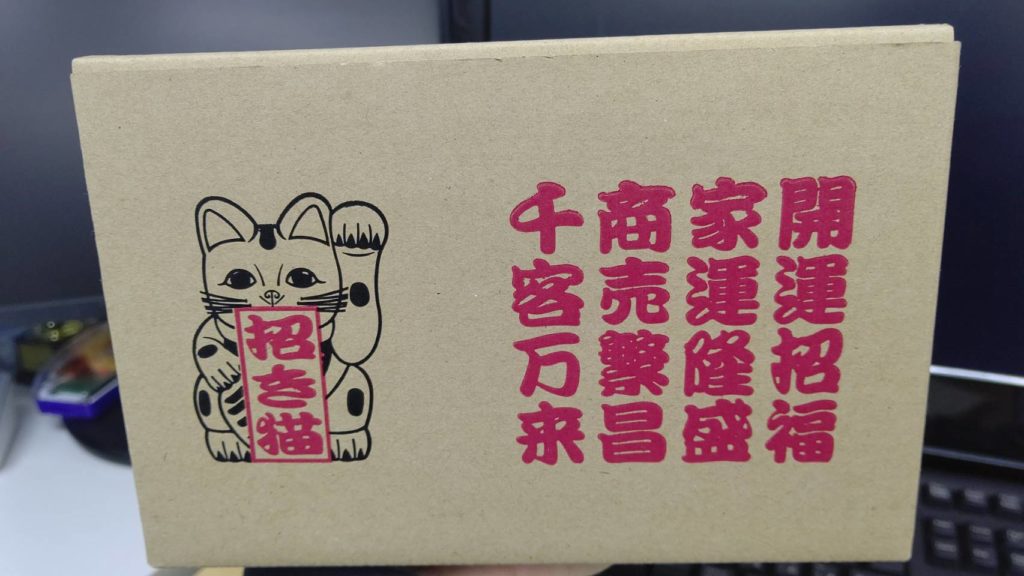 開運招福
家運隆盛
商売繁昌
千客万来
招き猫